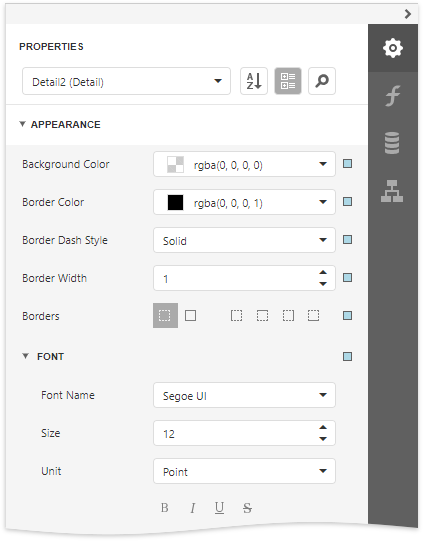 PROPERTIES
Detail2 (Detail)
A
Z
APPEARANCE
Background Color rgba(0, 0, 0, 0)
Border Color rgba(0, 0, 0, 1)
Border Dash Style Solid
Border Width 1
Borders
FONT
Font Name Segoe UI
Size 12
Unit Point
B I U S